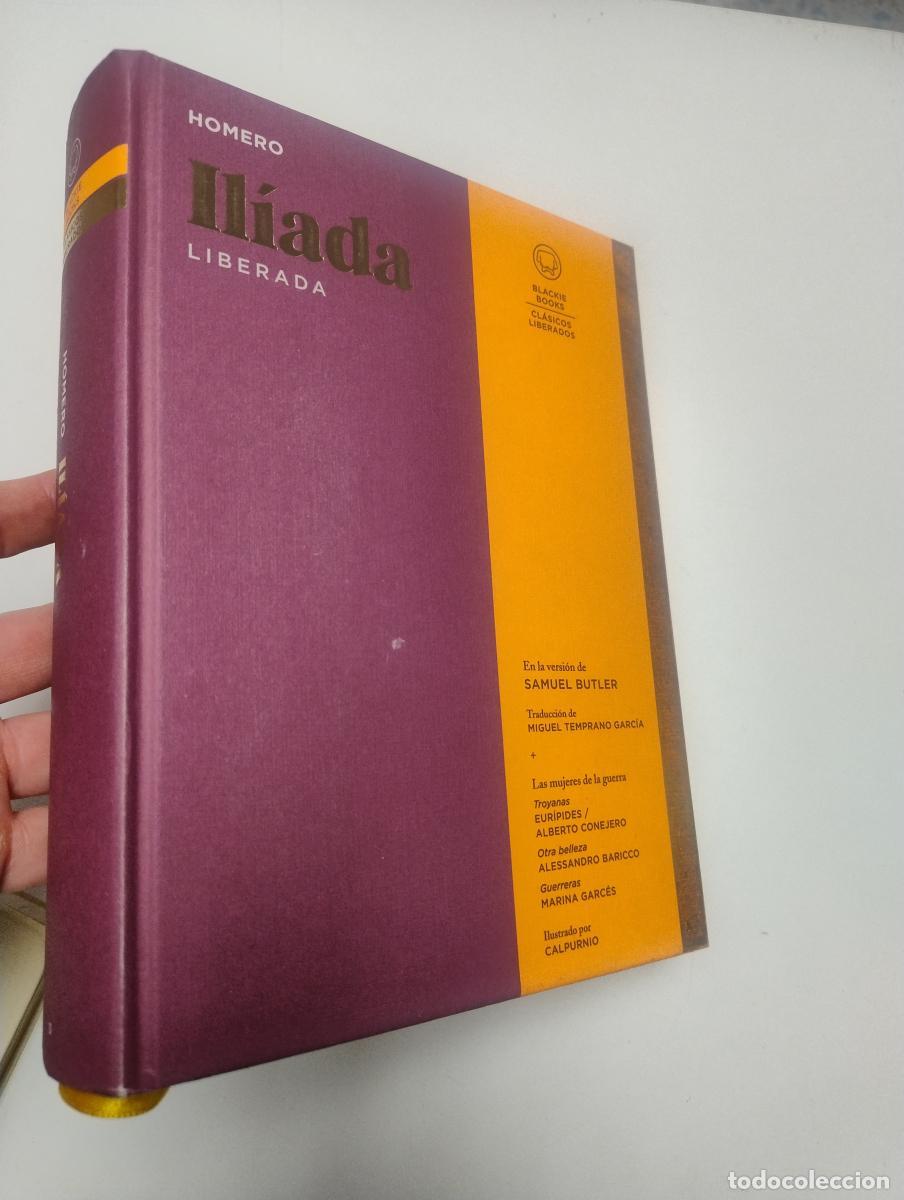 HOMERO
Ilíada
LIBERADA
BLACKIE
BOOKS
CLÁSICOS
LIBERADOS
En la versión de
SAMUEL BUTLER
Traducción de
MIGUEL TEMPRANO GARCÍA
+
Las mujeres de la guerra
Troyanas
EURÍPIDES /
ALBERTO CONEJERO
Otra belleza
ALESSANDRO BARICCO
Guerreras
MARINA GARCÉS
Ilustrado por
CALPURNIO
HOMERO
todocoleccion